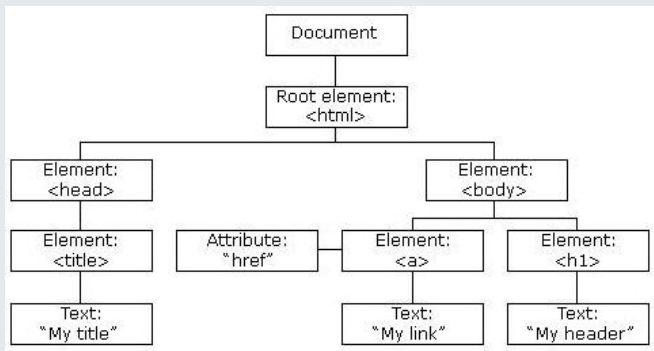 Document
Root element:
<html>
Element:
<head>
Element:
<body>
Element:
<title>
Attribute:
"href"
Element:
<a>
Element:
<h1>
Text:
"My title"
Text:
"My link"
Text:
"My header"